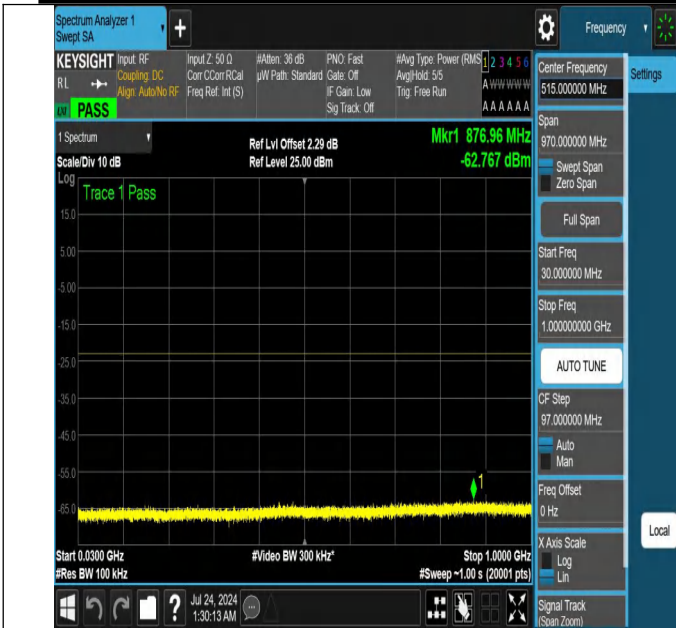 Spectrum Analyzer 1
Swept SA
+
Frequency
KEYSIGHT
RL
PASS
Input: RF
Coupling: DC
Align: Auto/No RF
Input Z: 50 Ω
Corr CCorr RCal
Freq Ref: Int (S)
#Atten: 36 dB
µW Path: Standard
PNO: Fast
Gate: Off
IF Gain: Low
Sig Track: Off
#Avg Type: Power (RMS
Avg|Hold: 5/5
Trig: Free Run
1 2 3 4 5 6
A W W W W W
A A A A A A
Center Frequency
515.000000 MHz
Settings
Span
970.000000 MHz
Swept Span
Zero Span
Full Span
Start Freq
30.000000 MHz
Stop Freq
1.000000000 GHz
AUTO TUNE
CF Step
97.000000 MHz
Auto
Man
Freq Offset
0 Hz
X Axis Scale
Log
Lin
Signal Track
(Span Zoom)
Local
1 Spectrum
Scale/Div 10 dB
Log
Ref Lvl Offset 2.29 dB
Ref Level 25.00 dBm
Mkr1 876.96 MHz
-62.767 dBm
Trace 1 Pass
15.0
5.00
-5.00
-15.0
-25.0
-35.0
-45.0
-55.0
-65.0
1
Start 0.0300 GHz
#Res BW 100 kHz
#Video BW 300 kHz*
Stop 1.0000 GHz
#Sweep ~1.00 s (20001 pts)
?
Jul 24, 2024
1:30:13 AM